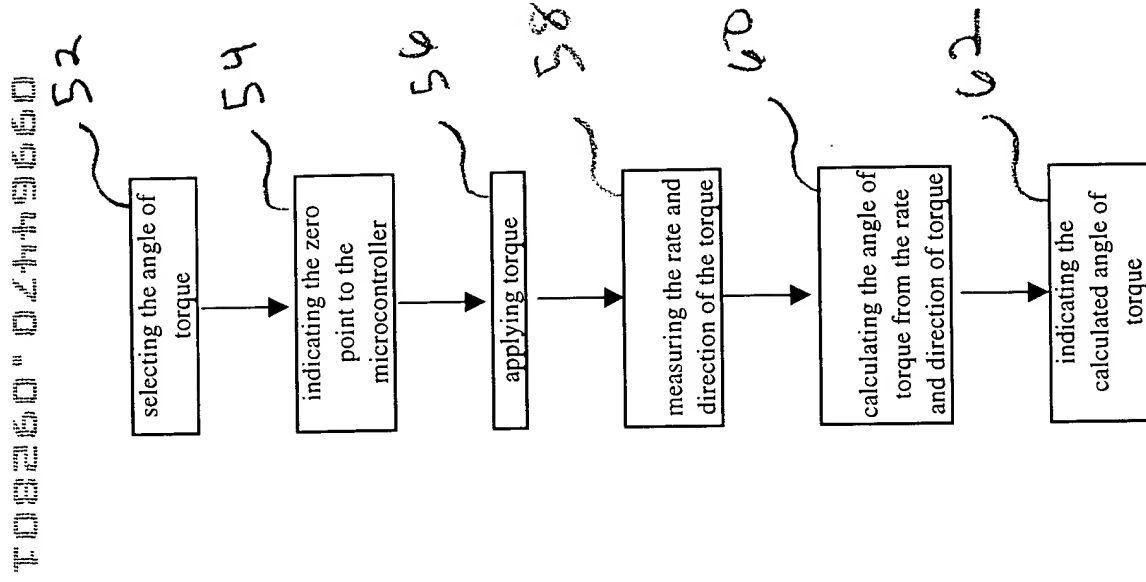 52
selecting the angle of
torque
54
indicating the zero
point to the
microcontroller
56
applying torque
58
measuring the rate and
direction of the torque
60
calculating the angle of
torque from the rate
and direction of torque
62
indicating the
calculated angle of
torque